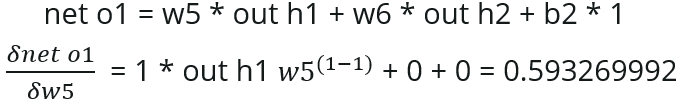 net o1 = w5 * out h1 + w6 * out h2 + b2 * 1
δnet o1/δw5 = 1 * out h1 w5^(1−1) + 0 + 0 = 0.593269992